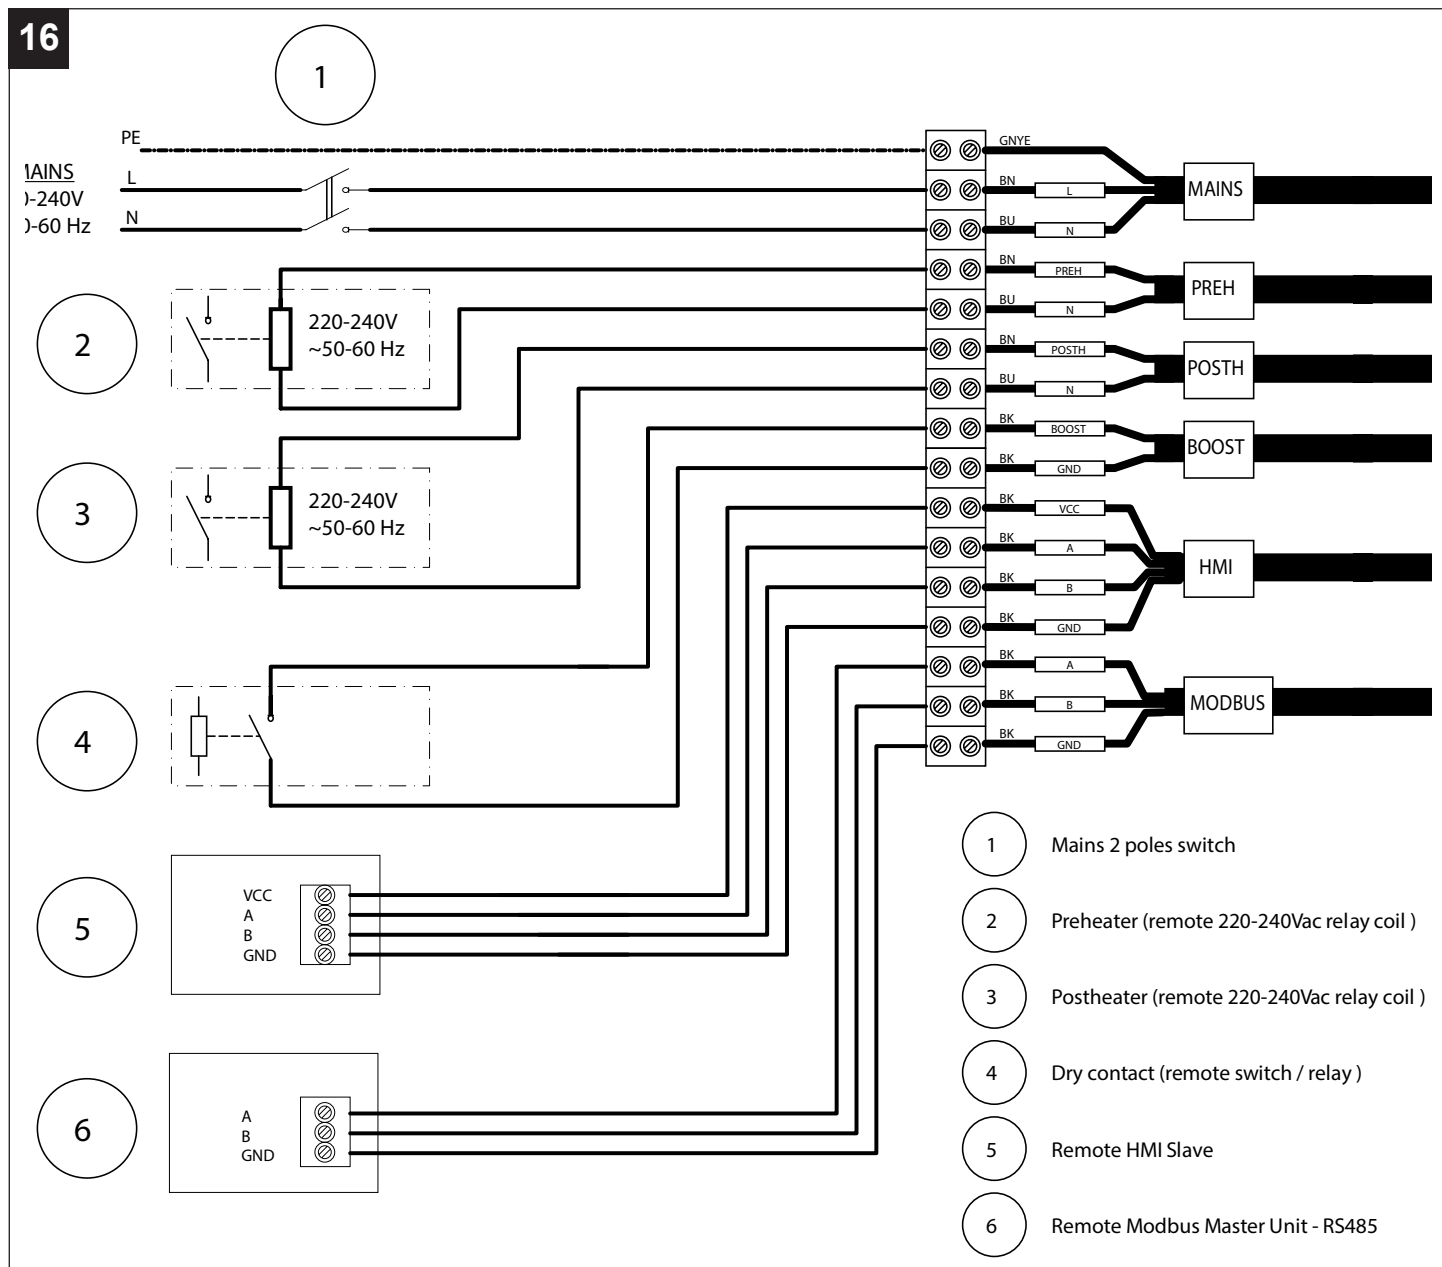 16
1
PE
L
N
0-240V
0-60 Hz
GNYE
BN
L
BU
N
MAINS
BN
PREH
BU
N
PREH
BN
POSTH
BU
N
POSTH
BK
BOOST
BK
GND
BOOST
BK
VCC
BK
A
BK
B
BK
GND
HMI
BK
A
BK
B
BK
GND
MODBUS
2
220-240V
~50-60 Hz
3
220-240V
~50-60 Hz
4
5
VCC
A
B
GND
6
A
B
GND
1 Mains 2 poles switch
2 Preheater (remote 220-240Vac relay coil )
3 Postheater (remote 220-240Vac relay coil )
4 Dry contact (remote switch / relay )
5 Remote HMI Slave
6 Remote Modbus Master Unit - RS485